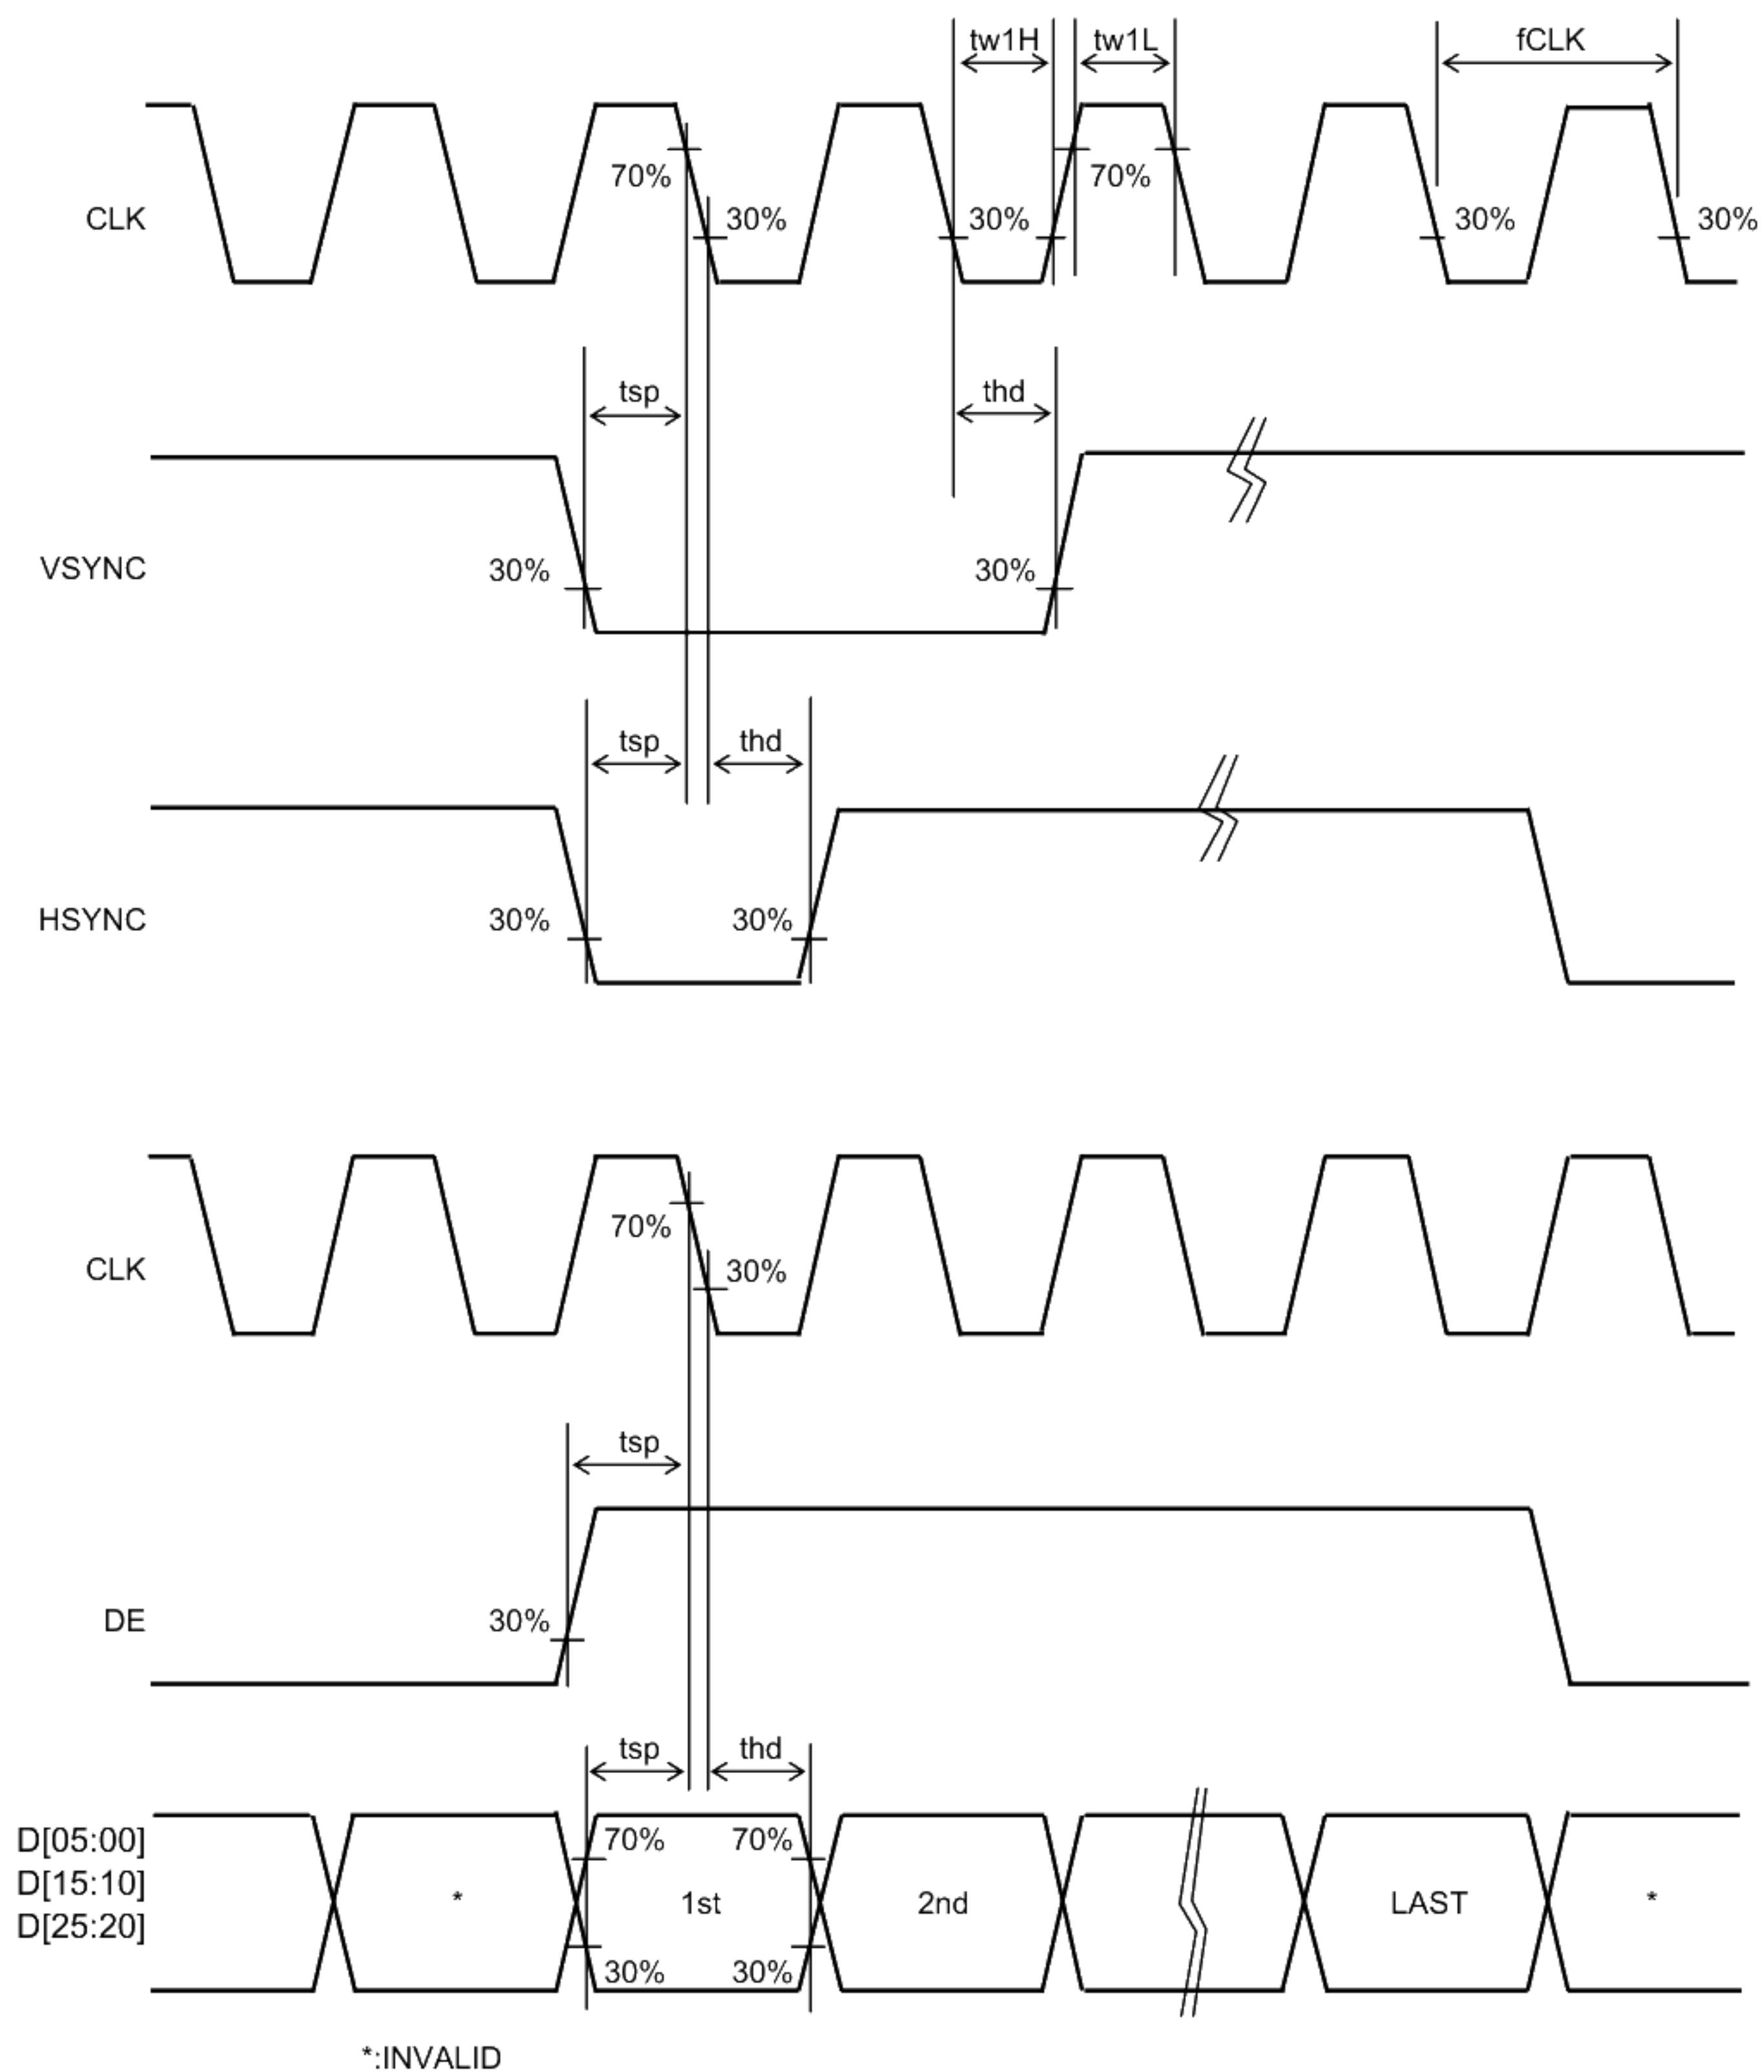 tw1H tw1L fCLK
70% 70%
CLK 30% 30% 30% 30%
tsp thd
VSYNC 30% 30%
tsp thd
HSYNC 30% 30%
70%
CLK 30%
tsp
DE 30%
tsp thd
D[05:00] 70% 70%
D[15:10] * 1st 2nd LAST *
D[25:20]
30% 30%
*:INVALID